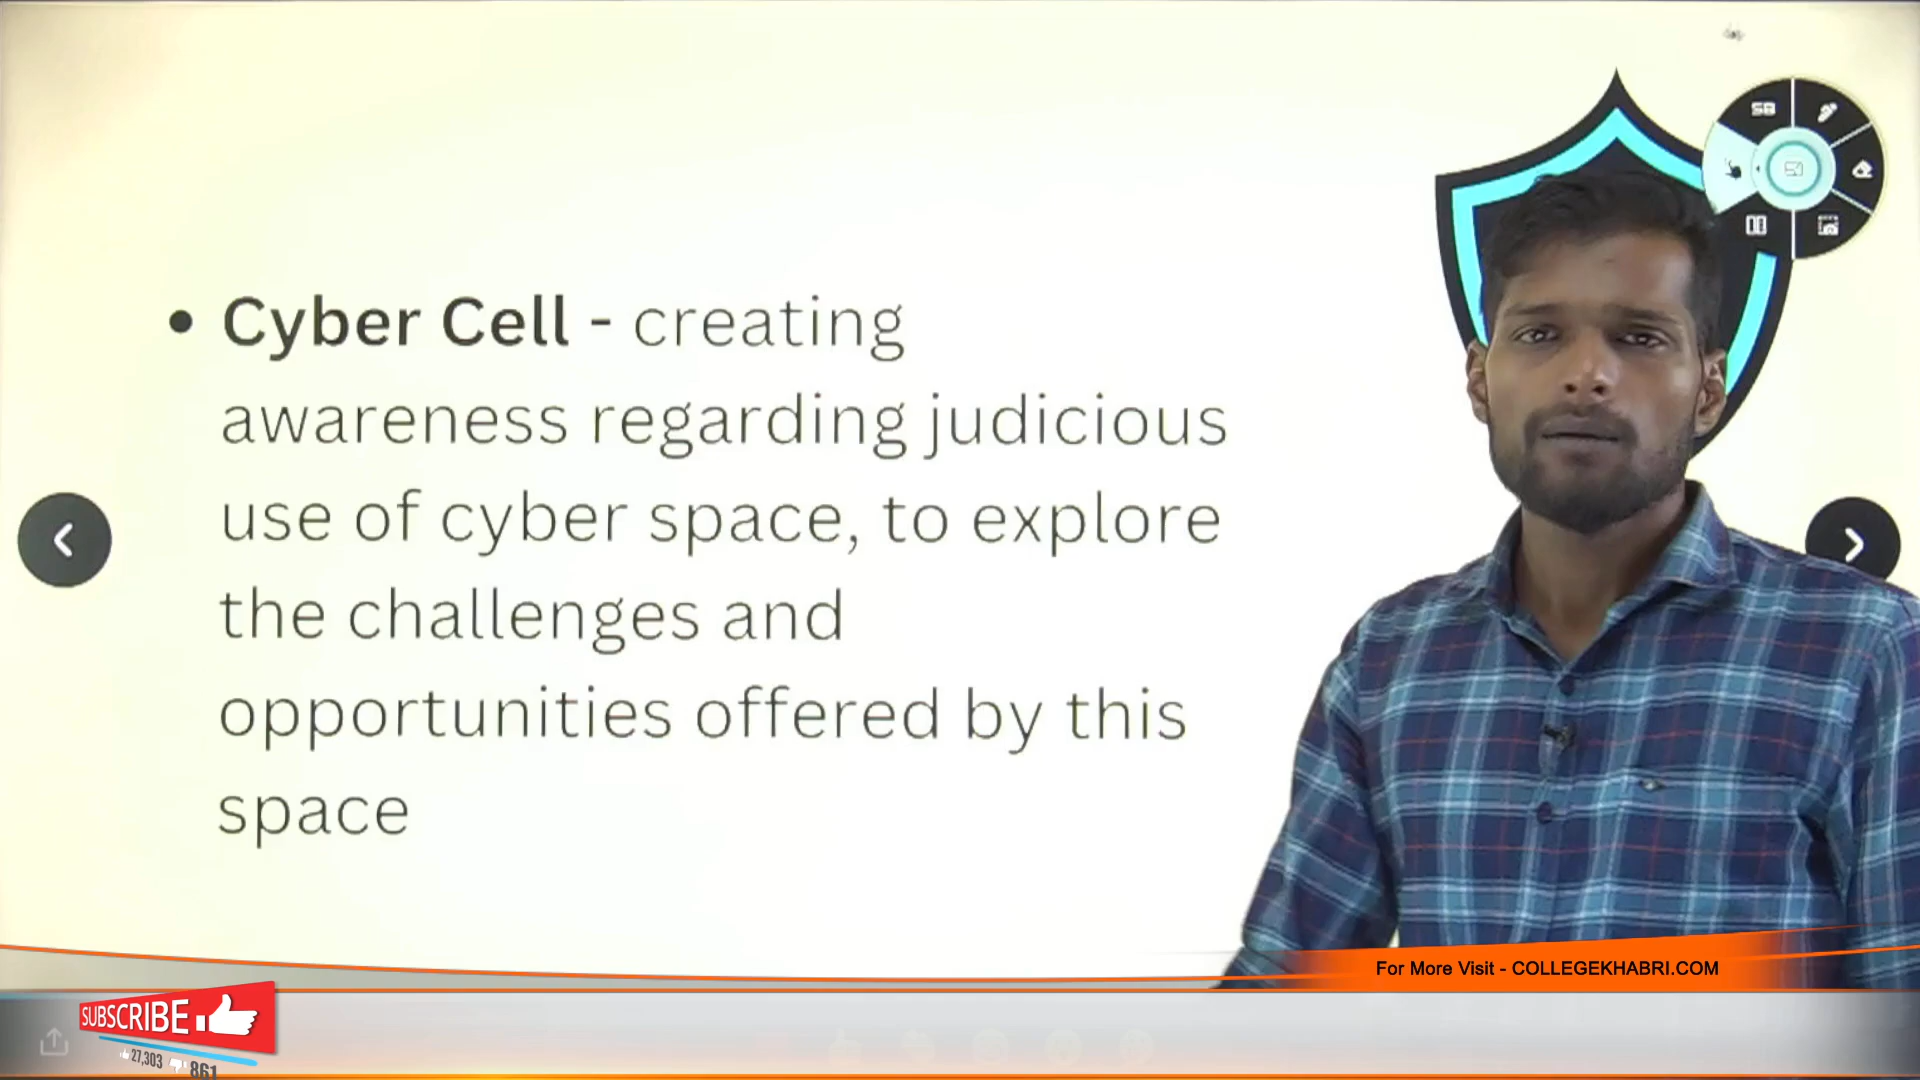 SB
• Cyber Cell - creating
awareness regarding judicious
use of cyber space, to explore
the challenges and
opportunities offered by this
space
For More Visit - COLLEGEKHABRI.COM
SUBSCRIBE
27,303
861